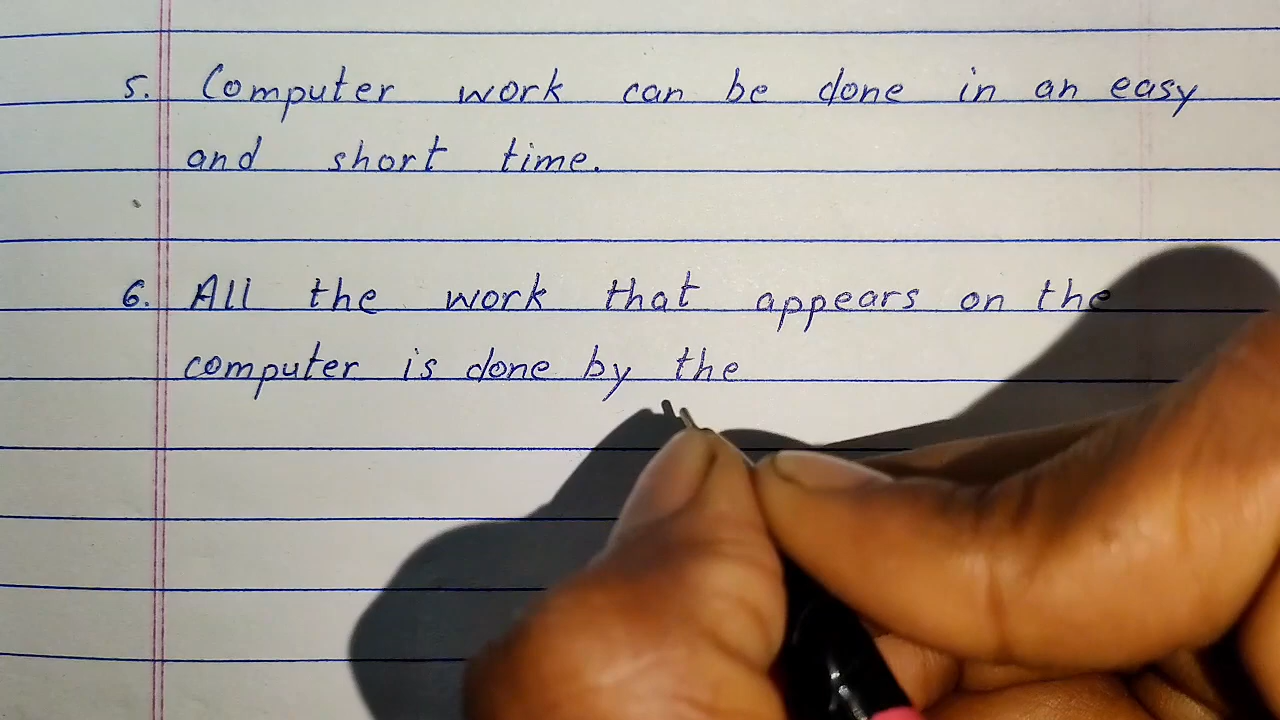 5. Computer work can be done in an easy
and short time.
6. All the work that appears on the
computer is done by the